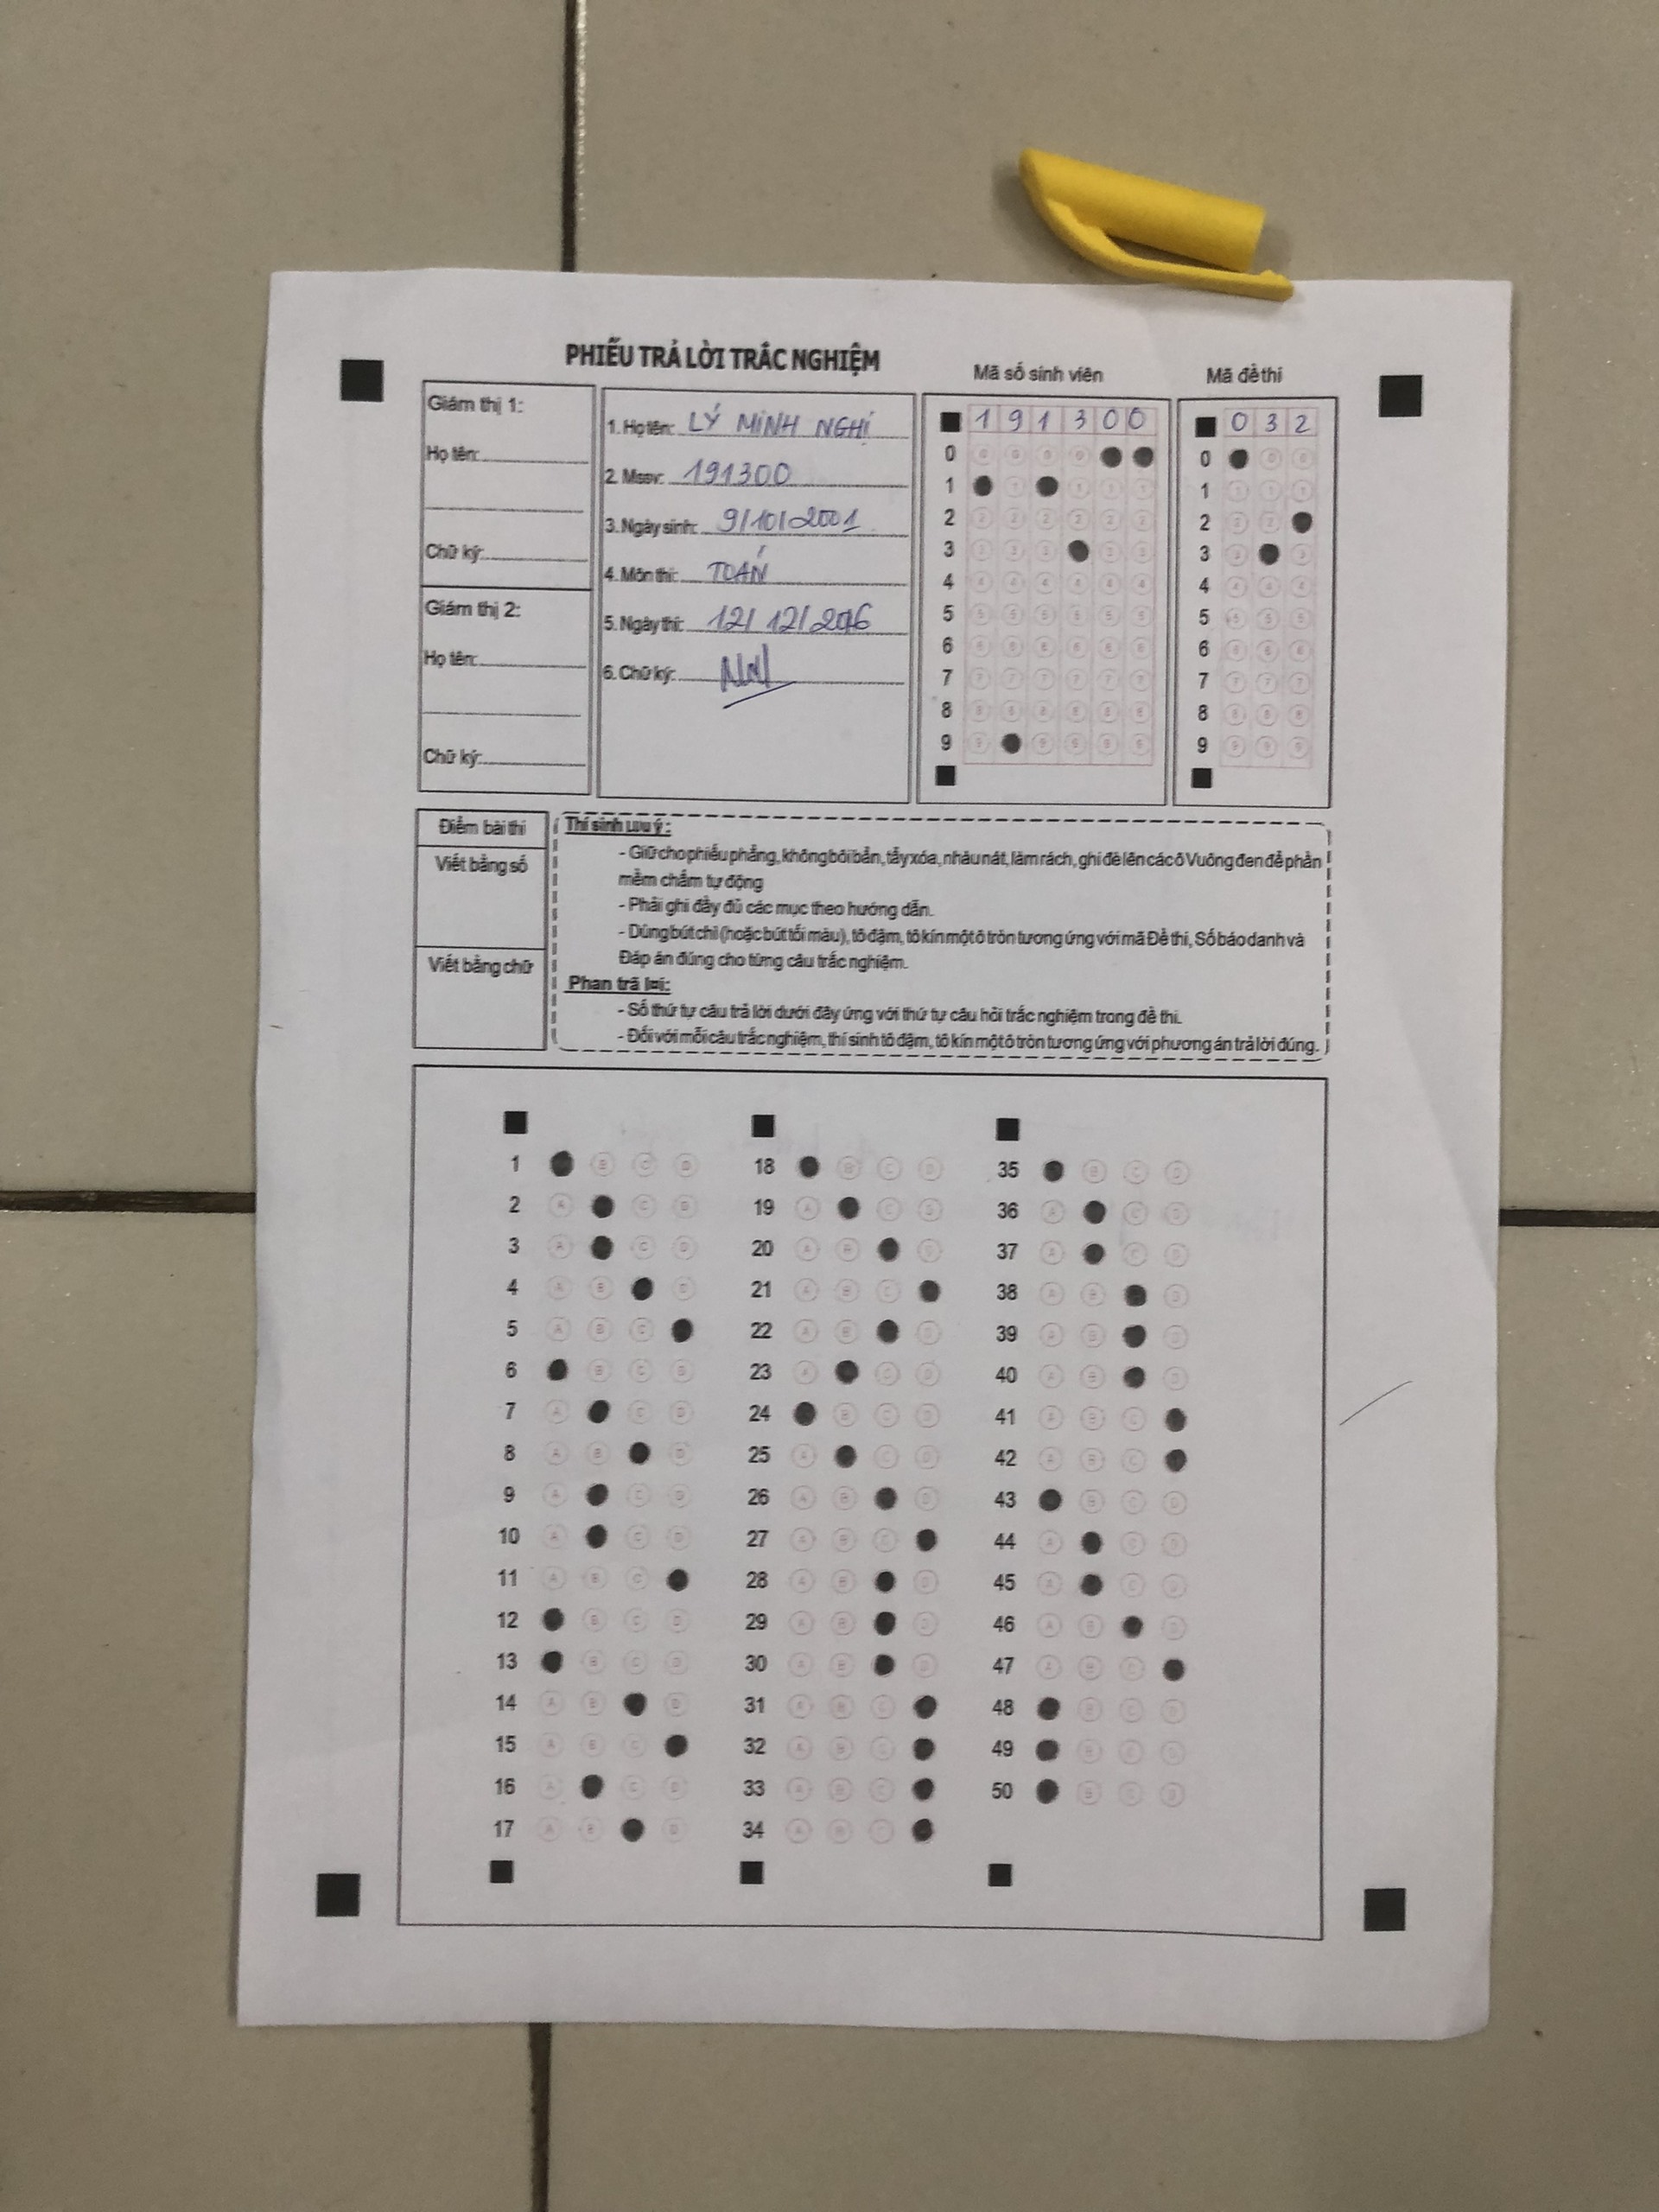 PHIẾU TRẢ LỜI TRẮC NGHIỆM
Mã số sinh viên
Mã đề thi
Giám thị 1:
Họ tên:
Chữ ký:
Giám thị 2:
Họ tên:
Chữ ký:
1. Họ tên: LÝ MINH NGHỊ
2. Mssv: 191300
3. Ngày sinh: 9/10/2001
4. Môn thi: TOÁN
5. Ngày thi: 12/12/2016
6. Chữ ký:
1 9 1 3 0 0
0
1
2
3
4
5
6
7
8
9
0 3 2
0
1
2
3
4
5
6
7
8
9
Điểm bài thi
Viết bằng số
Viết bằng chữ
Thí sinh lưu ý:
- Giữ cho phiếu phẳng, không bôi bẩn, tẩy xóa, nhàu nát, làm rách, ghi đè lên các ô Vuông đen để phần
mềm chấm tự động
- Phải ghi đầy đủ các mục theo hướng dẫn.
- Dùng bút chì (hoặc bút tối màu), tô đậm, tô kín một ô tròn tương ứng với mã Đề thi, Số báo danh và
Đáp án đúng cho từng câu trắc nghiệm.
Phan trã lơi:
- Số thứ tự câu trả lời dưới đây ứng với thứ tự câu hỏi trắc nghiệm trong đề thi.
- Đối với mỗi câu trắc nghiệm, thí sinh tô đậm, tô kín một ô tròn tương ứng với phương án trả lời đúng.
1 B C D
2 A C D
3 A C D
4 A B D
5 A B C
6 B C D
7 A C D
8 A B D
9 A C D
10 A C D
11 A B C
12 B C D
13 B C D
14 A B D
15 A B C
16 A C D
17 A B D
18 B C D
19 A C D
20 A B D
21 A B C
22 A B D
23 A C D
24 B C D
25 A C D
26 A B D
27 A B C
28 A B D
29 A B D
30 A B D
31 A B C
32 A B C
33 A B C
34 A B C
35 B C D
36 A C D
37 A C D
38 A B D
39 A B D
40 A B D
41 A B C
42 A B C
43 B C D
44 A C D
45 A C D
46 A B D
47 A B C
48 B C D
49 B C D
50 B C D